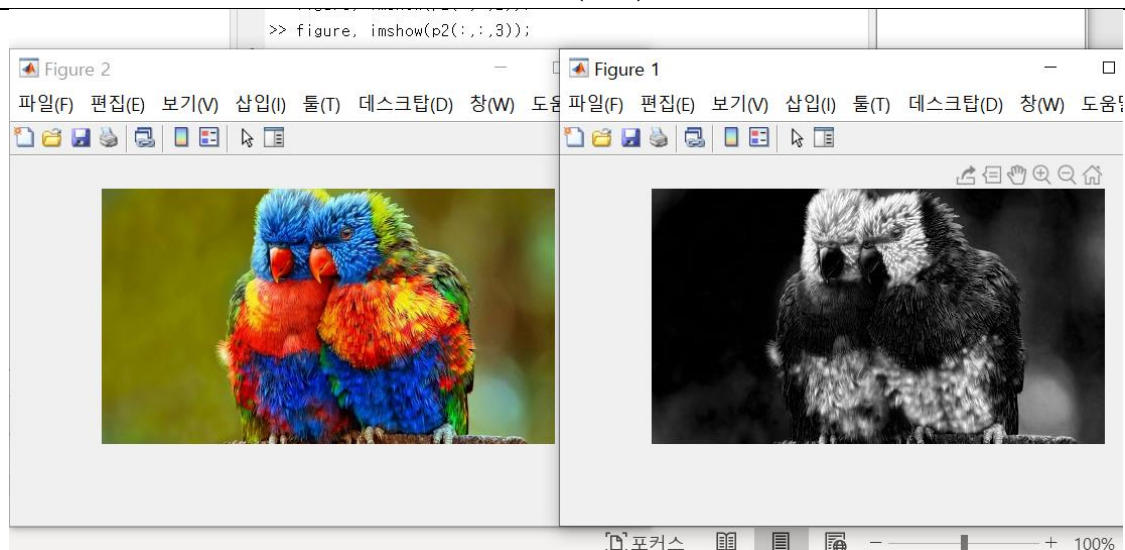 >> figure, imshow(p2(:,:,3));
Figure 2
파일(F) 편집(E) 보기(V) 삽입(I) 툴(T) 데스크탑(D) 창(W)
Figure 1
파일(F) 편집(E) 보기(V) 삽입(I) 툴(T) 데스크탑(D) 창(W)
포커스
100%